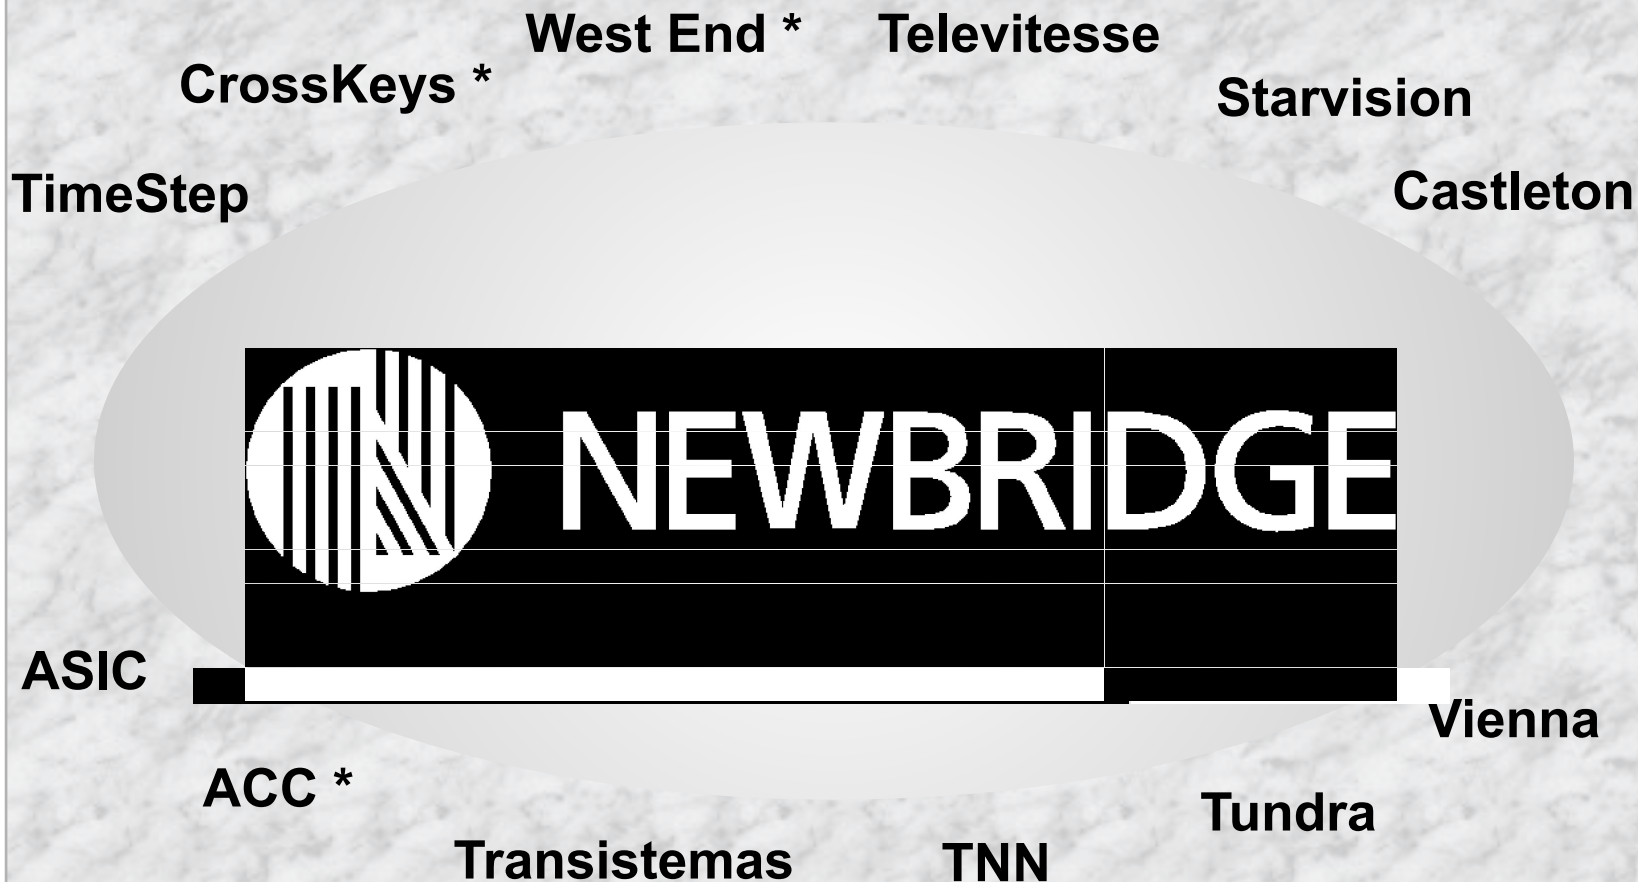 West End * Televitesse
CrossKeys *
Starvision
TimeStep
Castleton
NEWBRIDGE
ASIC
Vienna
ACC *
Tundra
Transistemas
TNN